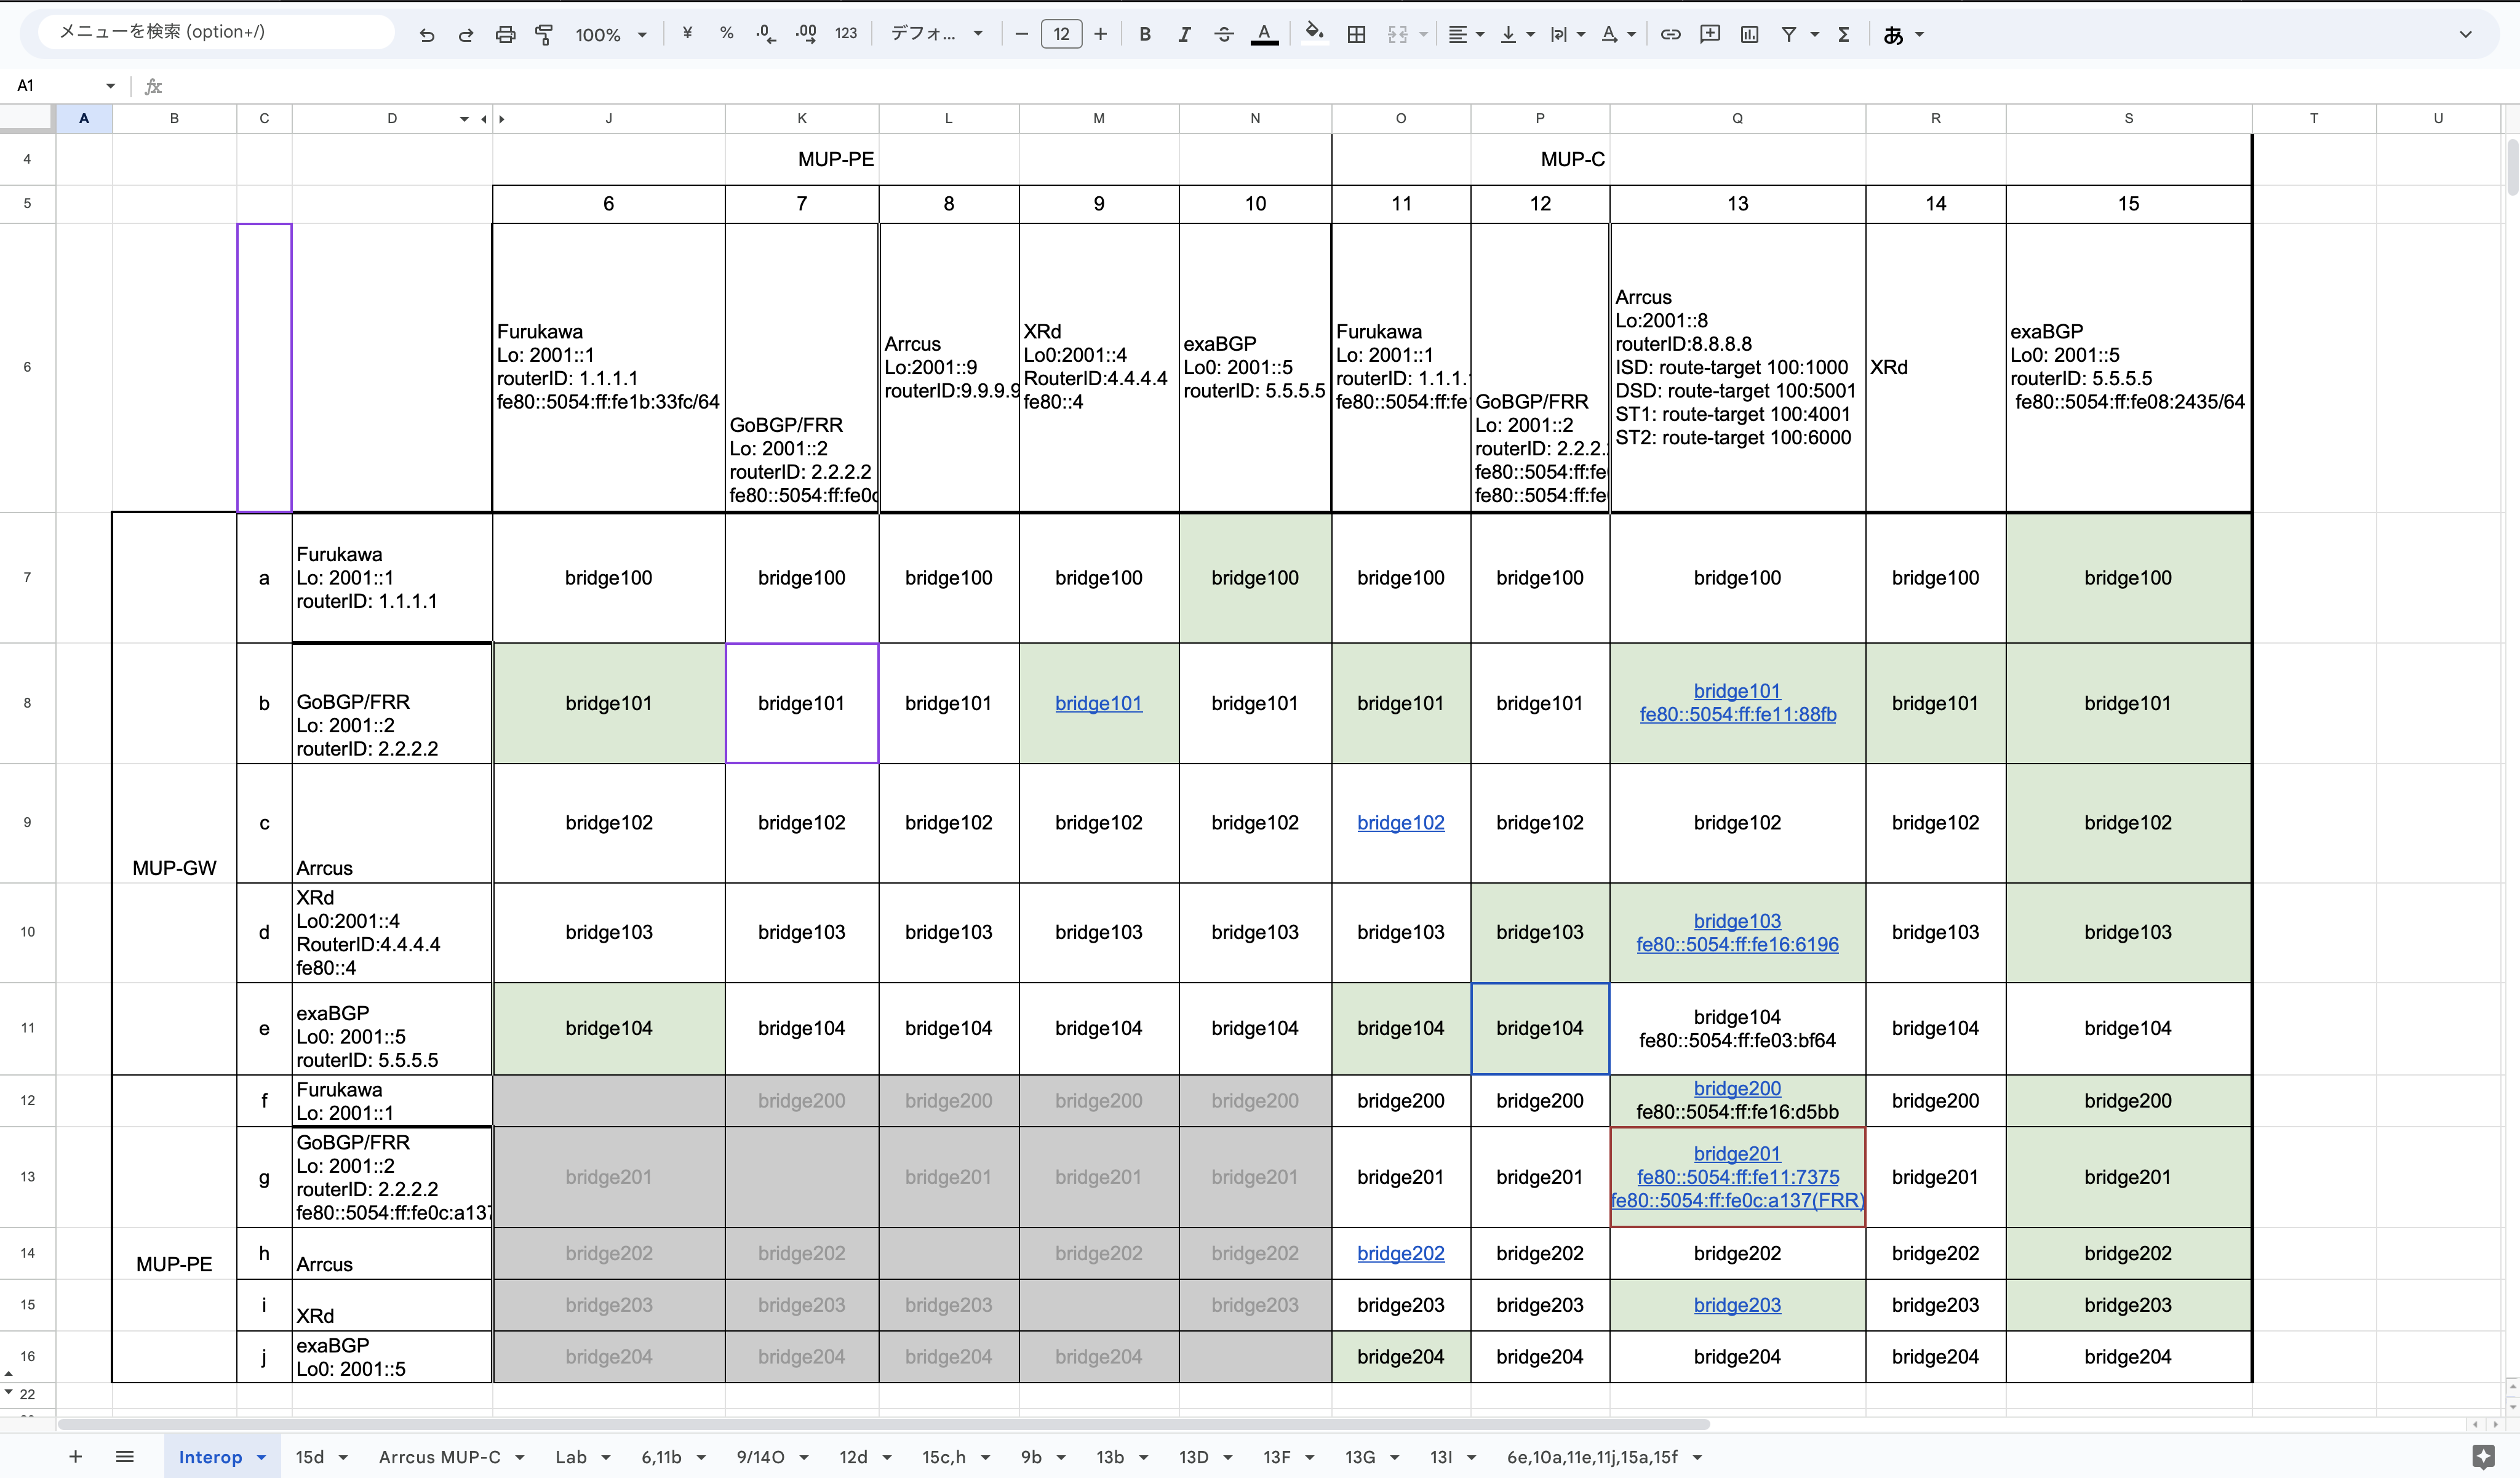 メニューを検索 (option+/)
100%
¥
%
.0
.00
123
デフォ...
12
B
I
A
A
Σ
あ
A1
fx
A B C D J K L M N O P Q R S T U
4 MUP-PE MUP-C
5 6 7 8 9 10 11 12 13 14 15
6
Furukawa
Lo: 2001::1
routerID: 1.1.1.1
fe80::5054:ff:fe1b:33fc/64
GoBGP/FRR
Lo: 2001::2
routerID: 2.2.2.2
fe80::5054:ff:fe0c
Arrcus
Lo:2001::9
routerID:9.9.9.9
XRd
Lo0:2001::4
RouterID:4.4.4.4
fe80::4
exaBGP
Lo0: 2001::5
routerID: 5.5.5.5
Furukawa
Lo: 2001::1
routerID: 1.1.1.
fe80::5054:ff:fe
GoBGP/FRR
Lo: 2001::2
routerID: 2.2.2.
fe80::5054:ff:fe
fe80::5054:ff:fe
Arrcus
Lo:2001::8
routerID:8.8.8.8
ISD: route-target 100:1000
DSD: route-target 100:5001
ST1: route-target 100:4001
ST2: route-target 100:6000
XRd
exaBGP
Lo0: 2001::5
routerID: 5.5.5.5
fe80::5054:ff:fe08:2435/64
MUP-GW
7
a
Furukawa
Lo: 2001::1
routerID: 1.1.1.1
bridge100 bridge100 bridge100 bridge100 bridge100 bridge100 bridge100 bridge100 bridge100 bridge100
8
b
GoBGP/FRR
Lo: 2001::2
routerID: 2.2.2.2
bridge101 bridge101 bridge101 bridge101 bridge101 bridge101 bridge101
bridge101
fe80::5054:ff:fe11:88fb
bridge101 bridge101
9
c
Arrcus
bridge102 bridge102 bridge102 bridge102 bridge102 bridge102 bridge102 bridge102 bridge102 bridge102
10
d
XRd
Lo0:2001::4
RouterID:4.4.4.4
fe80::4
bridge103 bridge103 bridge103 bridge103 bridge103 bridge103 bridge103
bridge103
fe80::5054:ff:fe16:6196
bridge103 bridge103
11
e
exaBGP
Lo0: 2001::5
routerID: 5.5.5.5
bridge104 bridge104 bridge104 bridge104 bridge104 bridge104 bridge104
bridge104
fe80::5054:ff:fe03:bf64
bridge104 bridge104
MUP-PE
12
f
Furukawa
Lo: 2001::1
bridge200 bridge200 bridge200 bridge200 bridge200 bridge200
bridge200
fe80::5054:ff:fe16:d5bb
bridge200 bridge200
13
g
GoBGP/FRR
Lo: 2001::2
routerID: 2.2.2.2
fe80::5054:ff:fe0c:a137
bridge201 bridge201 bridge201 bridge201 bridge201 bridge201
bridge201
fe80::5054:ff:fe11:7375
fe80::5054:ff:fe0c:a137(FRR)
bridge201 bridge201
14
h
Arrcus
bridge202 bridge202 bridge202 bridge202 bridge202 bridge202 bridge202 bridge202 bridge202
15
i
XRd
bridge203 bridge203 bridge203 bridge203 bridge203 bridge203 bridge203 bridge203 bridge203
16
j
exaBGP
Lo0: 2001::5
bridge204 bridge204 bridge204 bridge204 bridge204 bridge204 bridge204 bridge204 bridge204
22
Interop 15d Arrcus MUP-C Lab 6,11b 9/14O 12d 15c,h 9b 13b 13D 13F 13G 13I 6e,10a,11e,11j,15a,15f